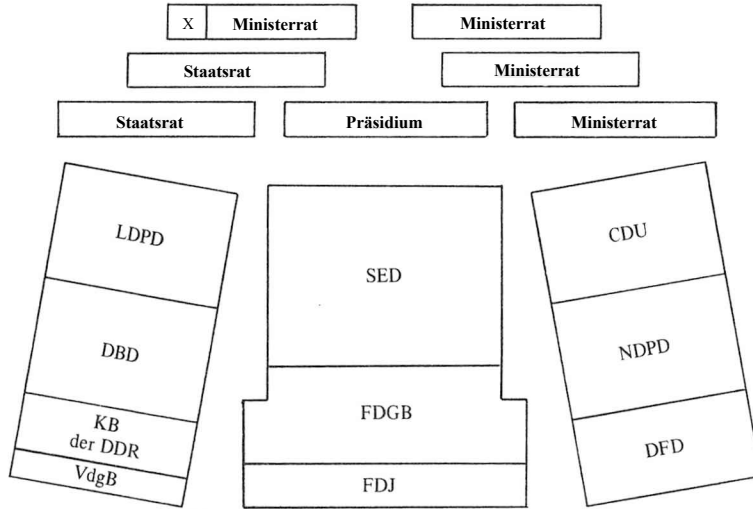 X Ministerrat Ministerrat
Staatsrat Ministerrat
Staatsrat Präsidium Ministerrat
LDPD
DBD
KB
der DDR
VdgB
SED
FDGB
FDJ
CDU
NDPD
DFD